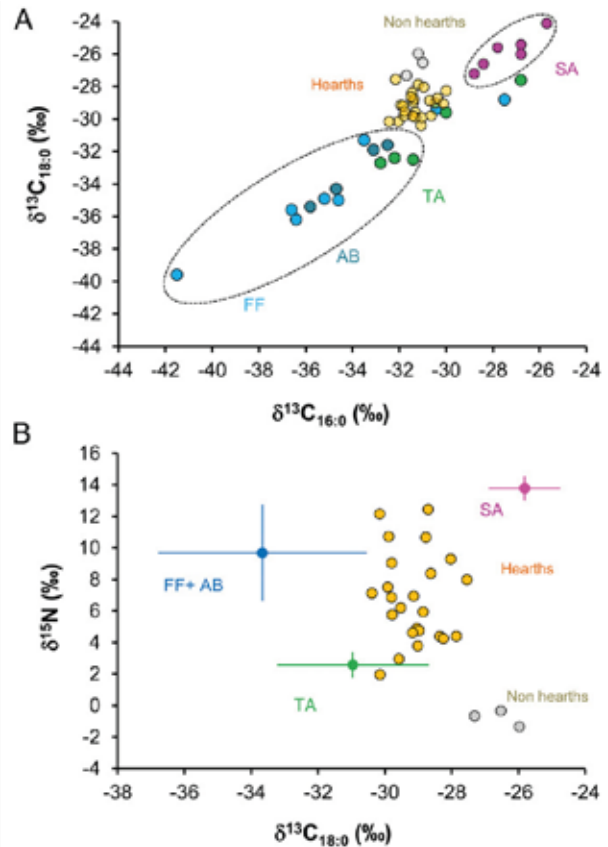 A
-24
-26
-28
-30
-32
-34
-36
-38
-40
-42
-44
Non hearths
SA
Hearths
TA
AB
FF
-44 -42 -40 -38 -36 -34 -32 -30 -28 -26 -24
δ¹³C₁₈:₀ (‰)
δ¹³C₁₆:₀ (‰)
B
16
14
12
10
8
6
4
2
0
-2
-4
SA
Hearths
FF+ AB
TA
Non hearths
-38 -36 -34 -32 -30 -28 -26 -24
δ¹⁵N (‰)
δ¹³C₁₈:₀ (‰)